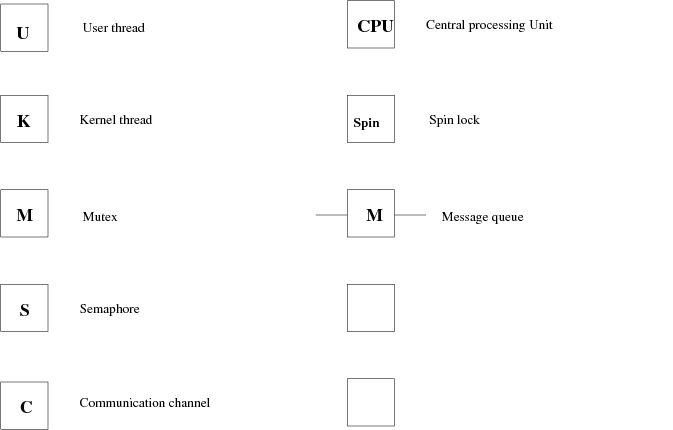 U User thread
CPU Central processing Unit
K Kernel thread
Spin Spin lock
M Mutex
M Message queue
S Semaphore
C Communication channel